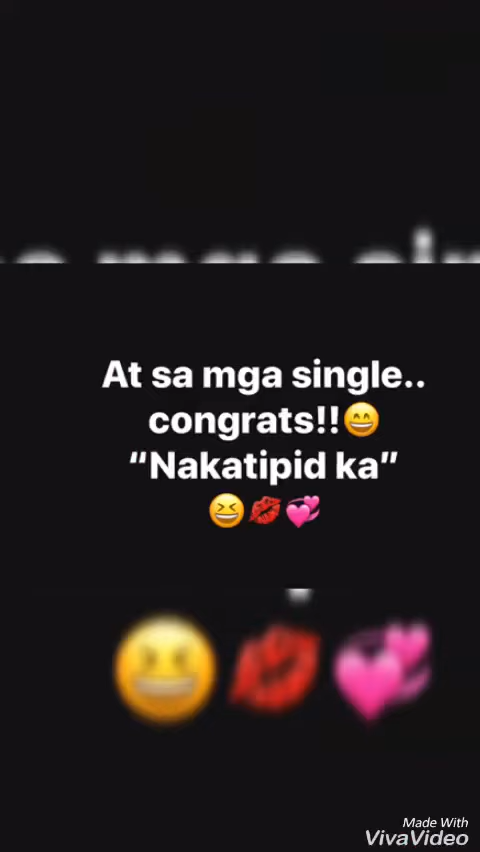 At sa mga single..
congrats!!😄
“Nakatipid ka”
😆💋💞
Made With
VivaVideo